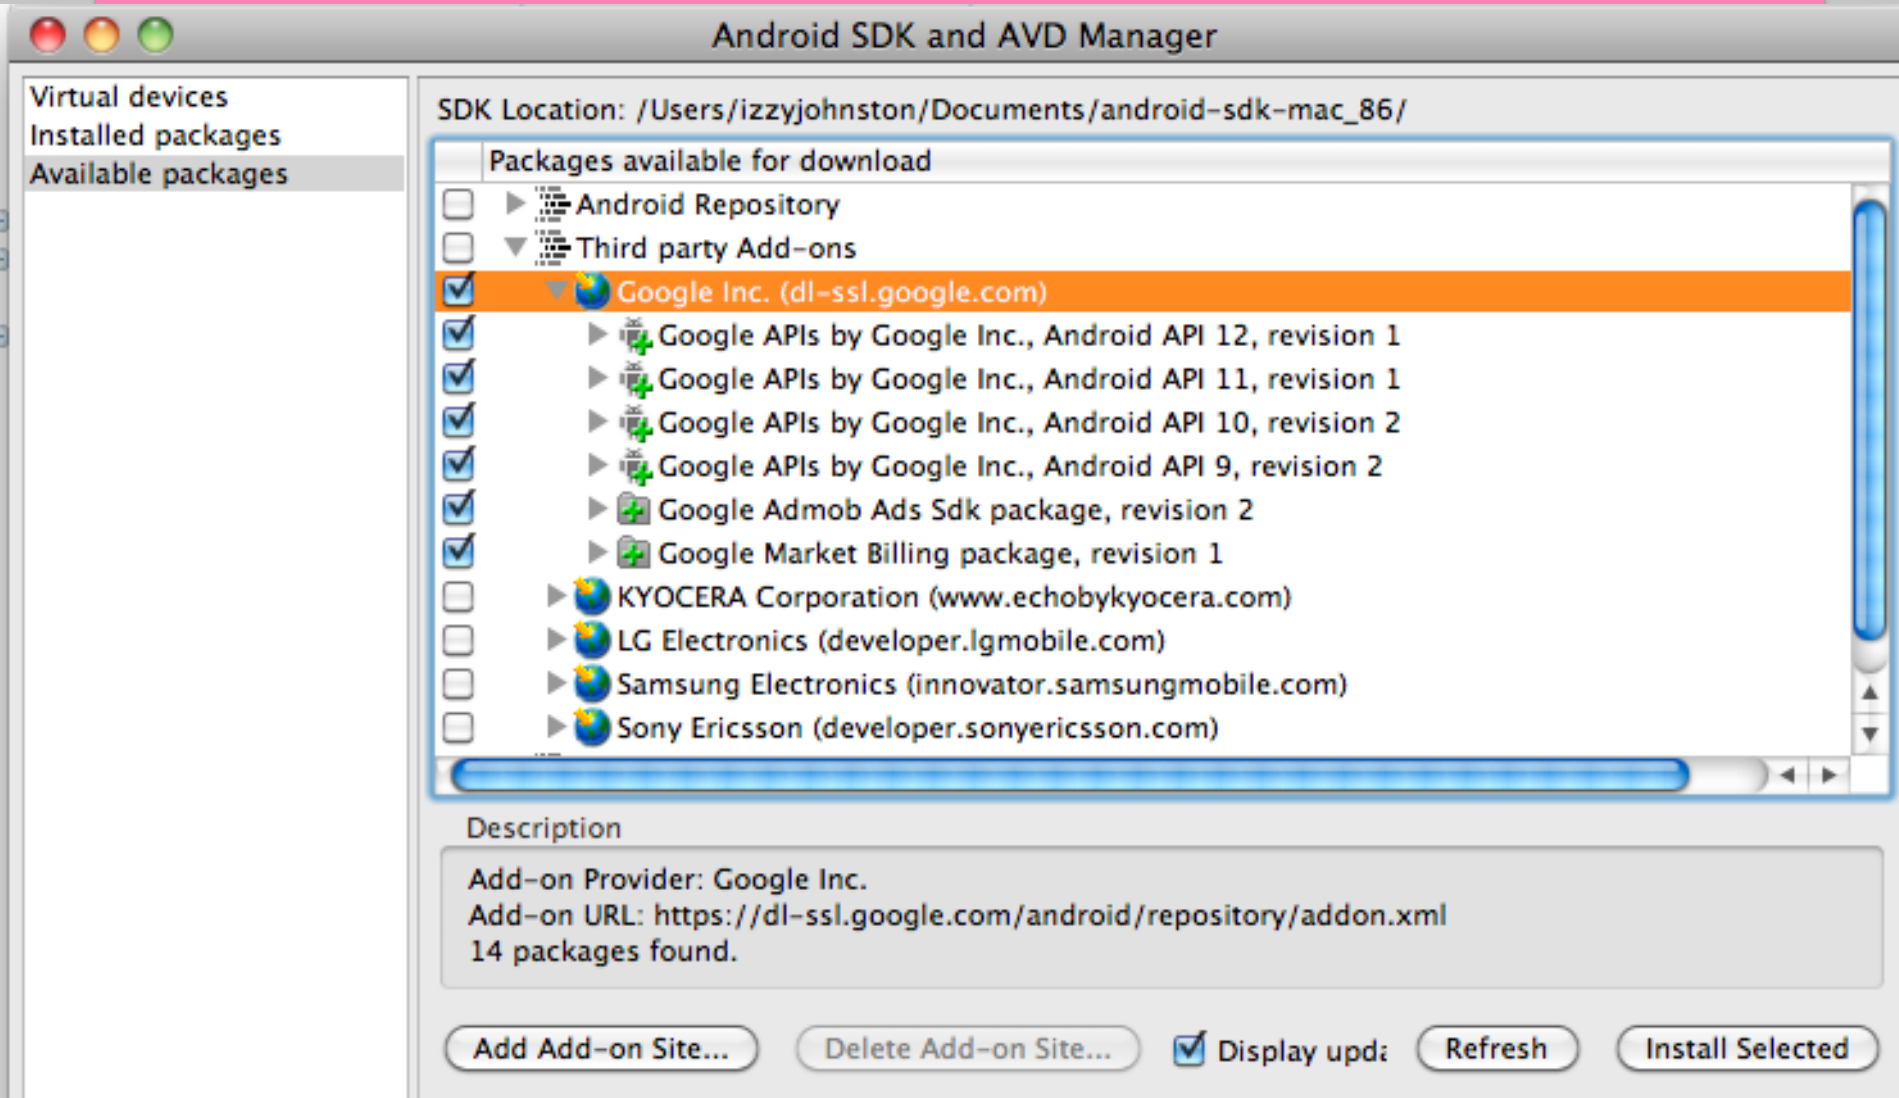 Android SDK and AVD Manager
Virtual devices
Installed packages
Available packages
SDK Location: /Users/izzyjohnston/Documents/android-sdk-mac_86/
Packages available for download
Android Repository
Third party Add-ons
Google Inc. (dl-ssl.google.com)
Google APIs by Google Inc., Android API 12, revision 1
Google APIs by Google Inc., Android API 11, revision 1
Google APIs by Google Inc., Android API 10, revision 2
Google APIs by Google Inc., Android API 9, revision 2
Google Admob Ads Sdk package, revision 2
Google Market Billing package, revision 1
KYOCERA Corporation (www.echobykyocera.com)
LG Electronics (developer.lgmobile.com)
Samsung Electronics (innovator.samsungmobile.com)
Sony Ericsson (developer.sonyericsson.com)
Description
Add-on Provider: Google Inc.
Add-on URL: https://dl-ssl.google.com/android/repository/addon.xml
14 packages found.
Add Add-on Site... Delete Add-on Site... Display upda Refresh Install Selected